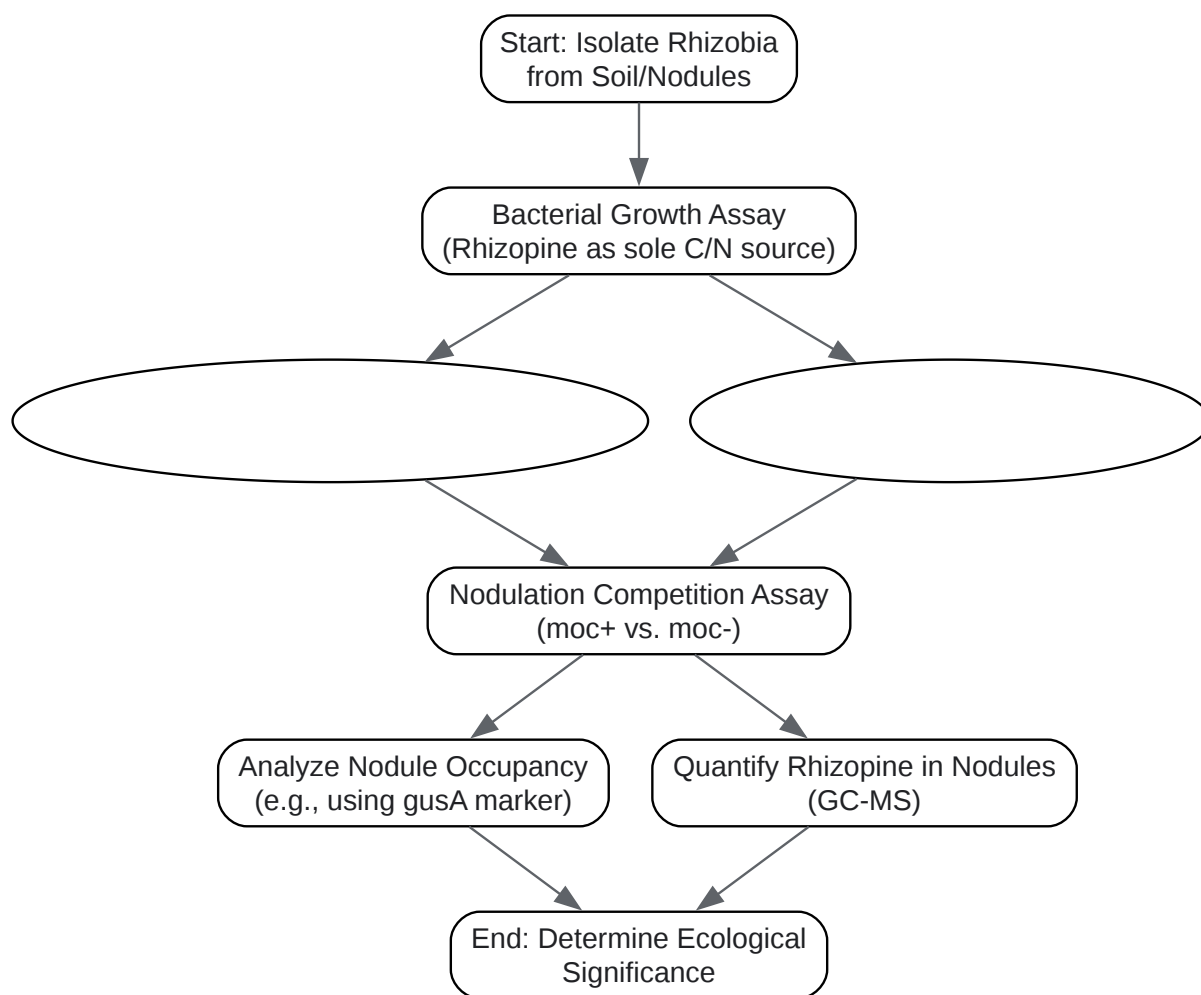 Start: Isolate Rhizobia
from Soil/Nodules
Bacterial Growth Assay
(Rhizopine as sole C/N source)
Nodulation Competition Assay
(moc+ vs. moc-)
Analyze Nodule Occupancy
(e.g., using gusA marker)
Quantify Rhizopine in Nodules
(GC-MS)
End: Determine Ecological
Significance